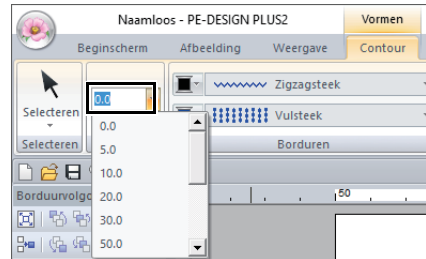 Naamloos - PE-DESIGN PLUS2
Vormen
Beginscherm
Afbeelding
Weergave
Contour
Selecteren
0.0
Zigzagsteek
Vulsteek
Selecteren
Borduren
0.0
5.0
10.0
20.0
30.0
50.0
Borduurvolgo
50